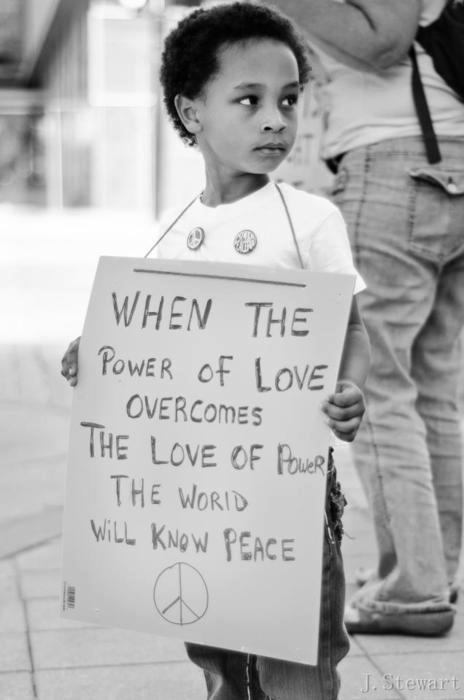 WHEN THE
POWER OF LOVE
OVERCOMES
THE LOVE OF POWER
THE WORLD
WILL KNOW PEACE
J. Stewart